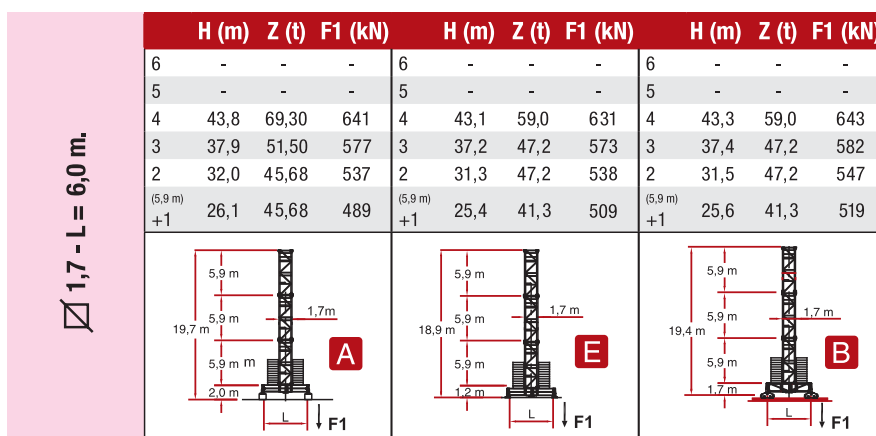 H (m) Z (t) F1 (kN) H (m) Z (t) F1 (kN) H (m) Z (t) F1 (kN)
6 - - - 6 - - - 6 - - -
5 - - - 5 - - - 5 - - -
4 43,8 69,30 641 4 43,1 59,0 631 4 43,3 59,0 643
3 37,9 51,50 577 3 37,2 47,2 573 3 37,4 47,2 582
2 32,0 45,68 537 2 31,3 47,2 538 2 31,5 47,2 547
(5,9 m) +1 26,1 45,68 489 (5,9 m) +1 25,4 41,3 509 (5,9 m) +1 25,6 41,3 519
1,7 - L = 6,0 m.
5,9 m
1,7m
5,9 m
19,7 m
5,9 m m
2,0 m
A
L
F1
5,9 m
1,7 m
5,9 m
18,9 m
5,9 m
1,2 m
E
L
F1
5,9 m
1,7 m
5,9 m
19,4 m
5,9 m
1,7 m
B
L
F1